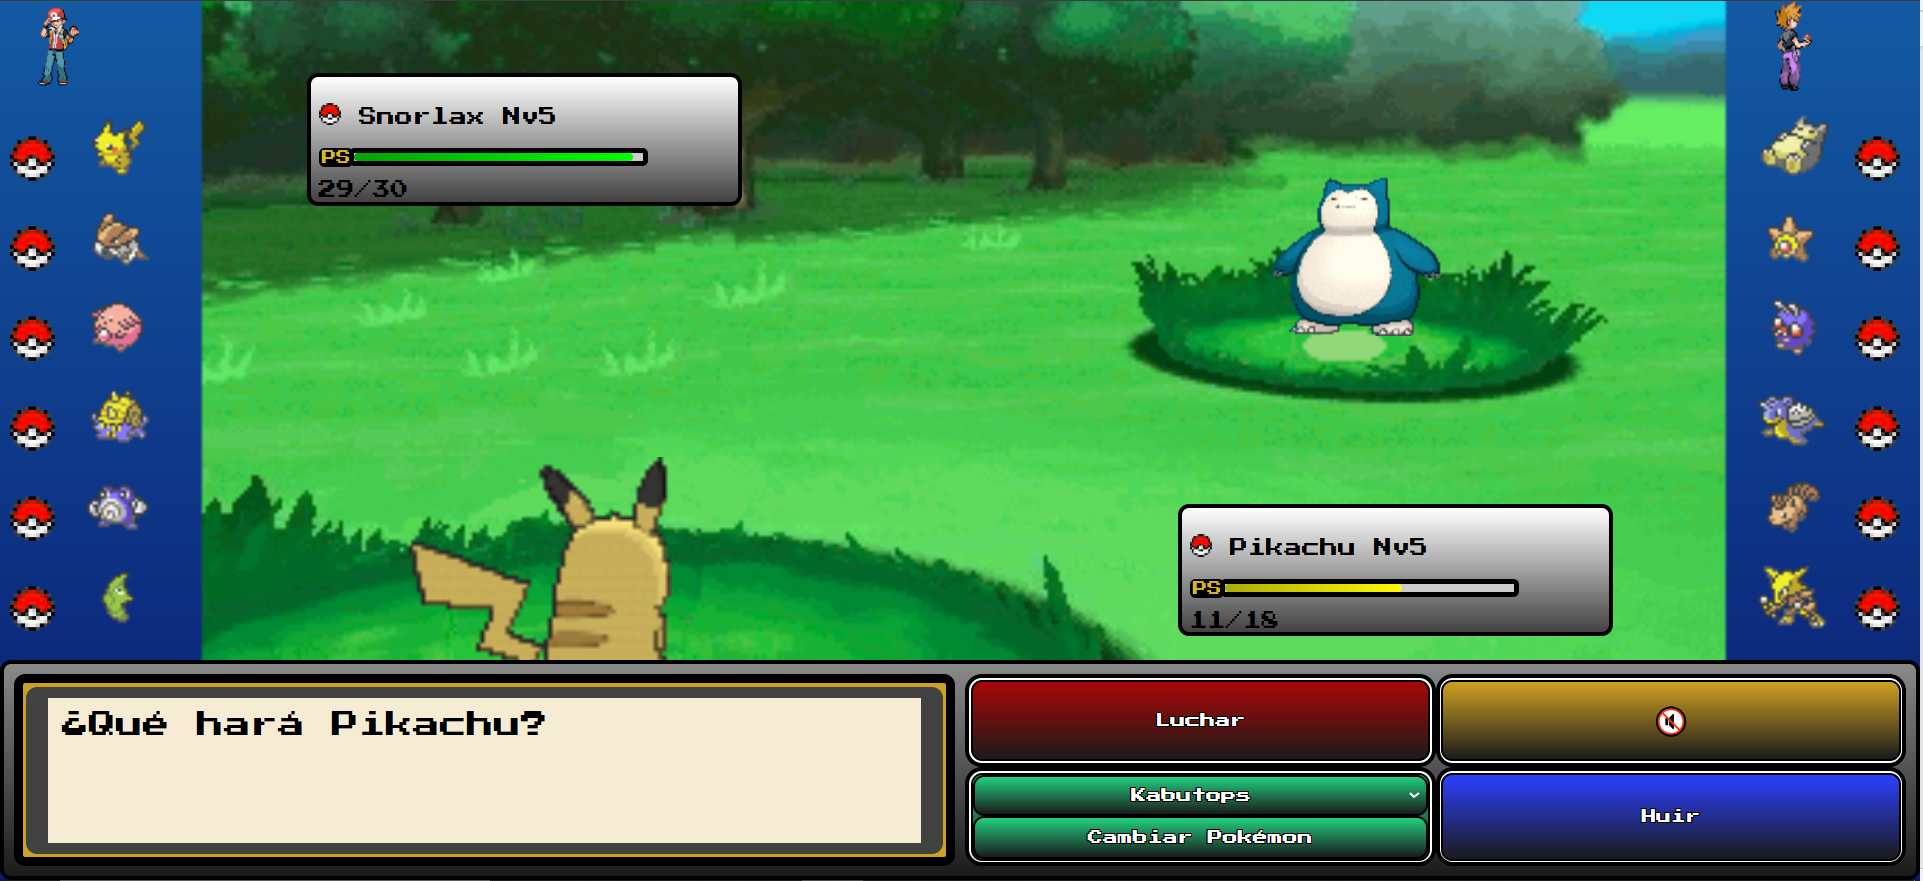 Snorlax Nv5
PS
29/30
Pikachu Nv5
PS
11/18
¿Qué hará Pikachu?
Luchar
Kabutops
Cambiar Pokémon
Huir